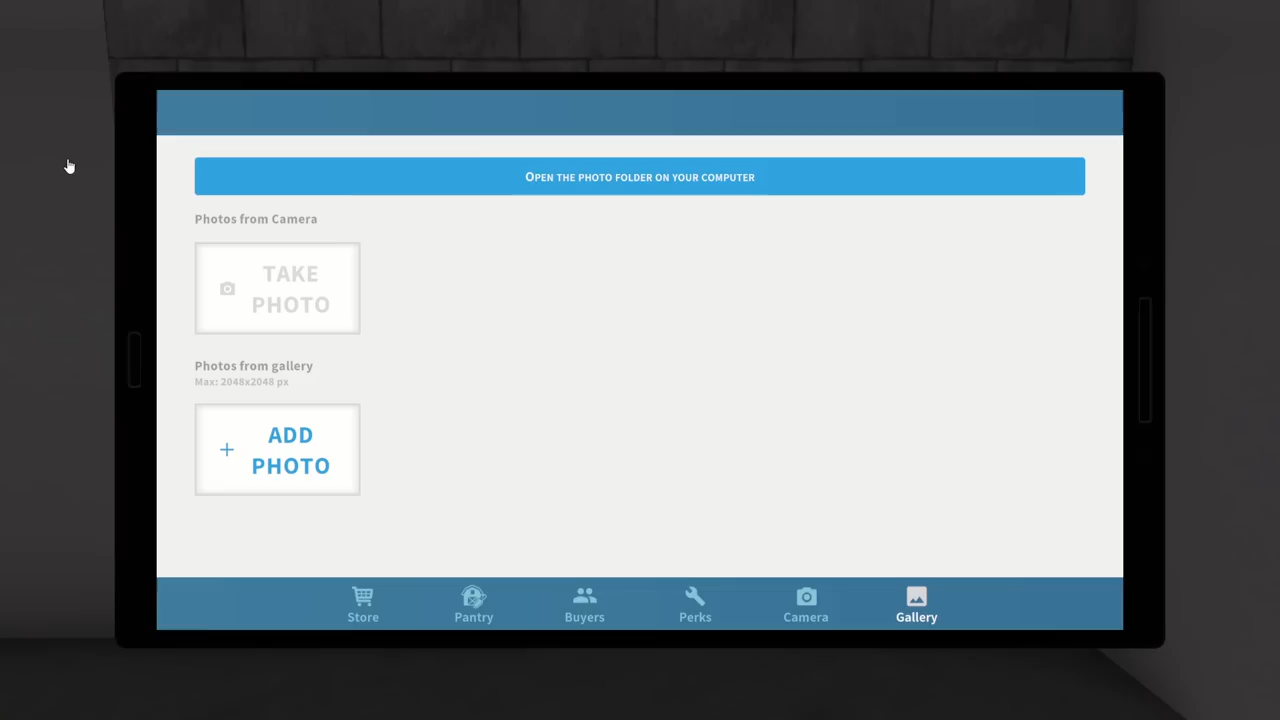 Open the photo folder on your computer
Photos from Camera
TAKE
PHOTO
Photos from gallery
Max: 2048x2048 px
ADD
PHOTO
Store
Pantry
Buyers
Perks
Camera
Gallery